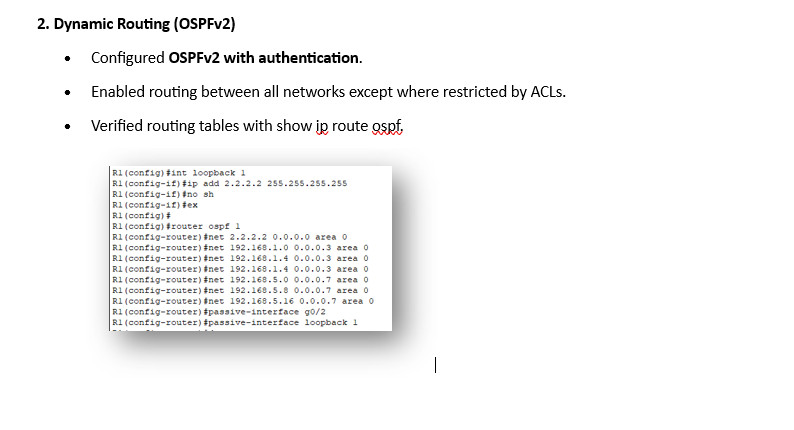 2. Dynamic Routing (OSPFv2)
• Configured OSPFv2 with authentication.
• Enabled routing between all networks except where restricted by ACLs.
• Verified routing tables with show ip route ospf.
R1(config)#int loopback 1
R1(config-if)#ip add 2.2.2.2 255.255.255.255
R1(config-if)#no sh
R1(config-if)#ex
R1(config)#
R1(config)#router ospf 1
R1(config-router)#net 2.2.2.2 0.0.0.0 area 0
R1(config-router)#net 192.168.1.0 0.0.0.3 area 0
R1(config-router)#net 192.168.1.4 0.0.0.3 area 0
R1(config-router)#net 192.168.1.4 0.0.0.3 area 0
R1(config-router)#net 192.168.5.0 0.0.0.7 area 0
R1(config-router)#net 192.168.5.8 0.0.0.7 area 0
R1(config-router)#net 192.168.5.16 0.0.0.7 area 0
R1(config-router)#passive-interface g0/2
R1(config-router)#passive-interface loopback 1